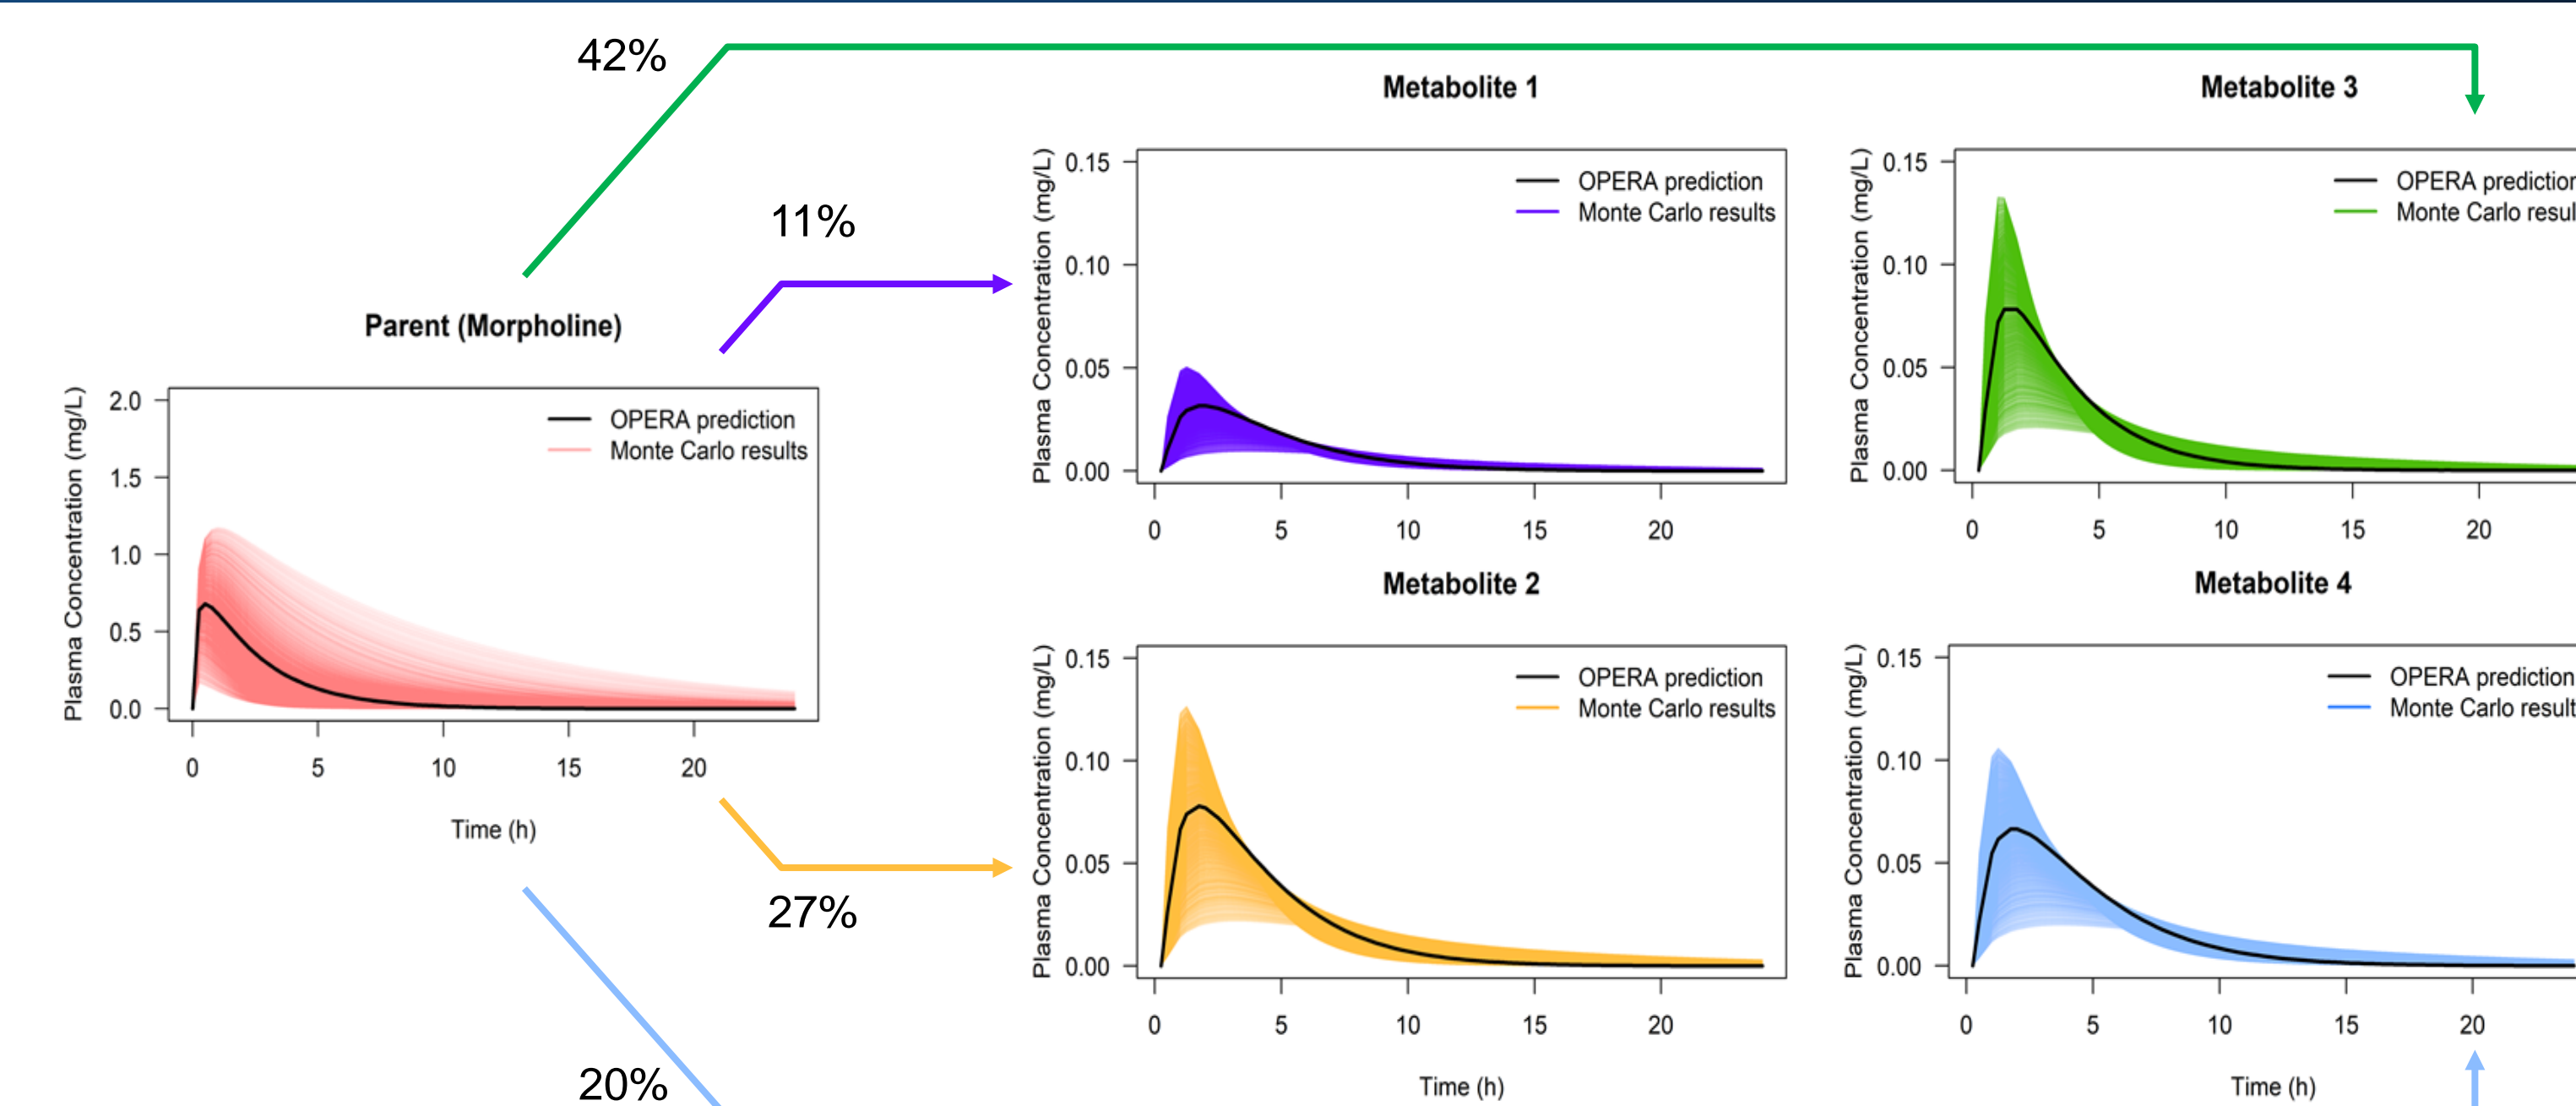 42%
11%
27%
20%
Parent (Morpholine)
Plasma Concentration (mg/L)
2.0
1.5
1.0
0.5
0.0
OPERA prediction
Monte Carlo results
0 5 10 15 20
Time (h)
Metabolite 1
Plasma Concentration (mg/L)
0.15
0.10
0.05
0.00
OPERA prediction
Monte Carlo results
0 5 10 15 20
Metabolite 3
Plasma Concentration (mg/L)
0.15
0.10
0.05
0.00
OPERA prediction
Monte Carlo resul
0 5 10 15 20
Metabolite 2
Plasma Concentration (mg/L)
0.15
0.10
0.05
0.00
OPERA prediction
Monte Carlo results
0 5 10 15 20
Time (h)
Metabolite 4
Plasma Concentration (mg/L)
0.15
0.10
0.05
0.00
OPERA prediction
Monte Carlo result
0 5 10 15 20
Time (h)